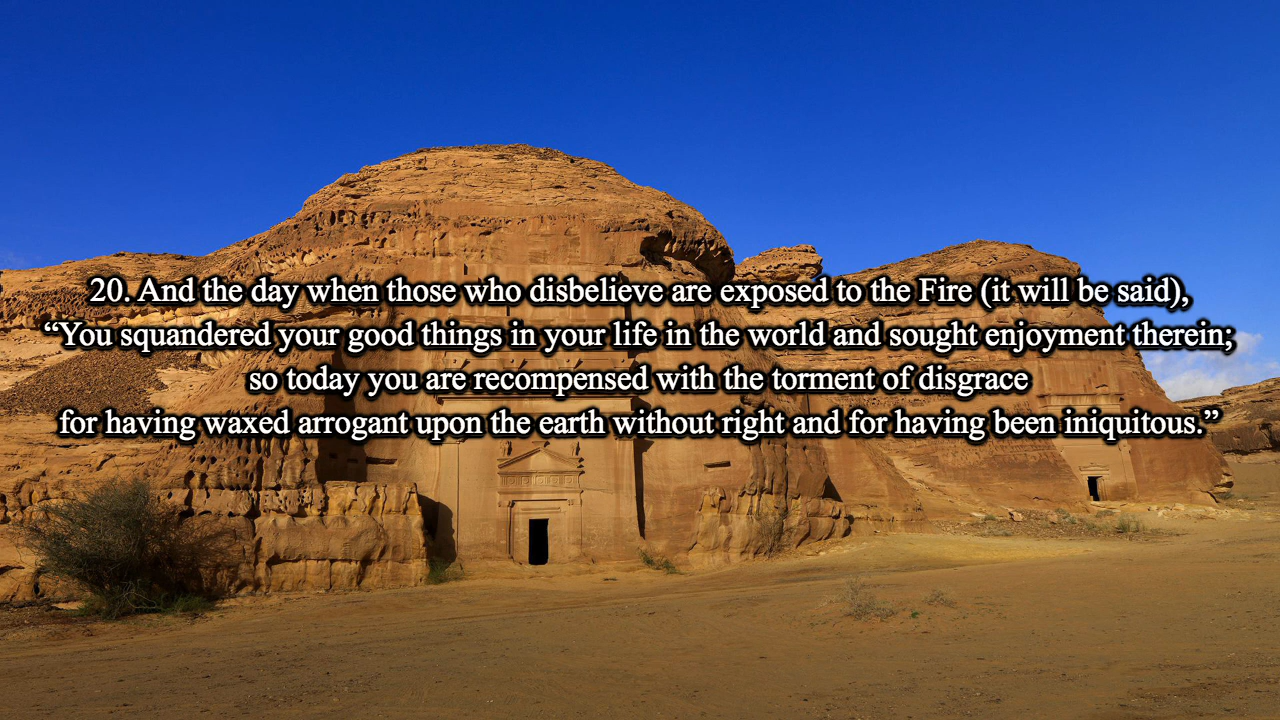 20. And the day when those who disbelieve are exposed to the Fire (it will be said),
“You squandered your good things in your life in the world and sought enjoyment therein;
so today you are recompensed with the torment of disgrace
for having waxed arrogant upon the earth without right and for having been iniquitous.”